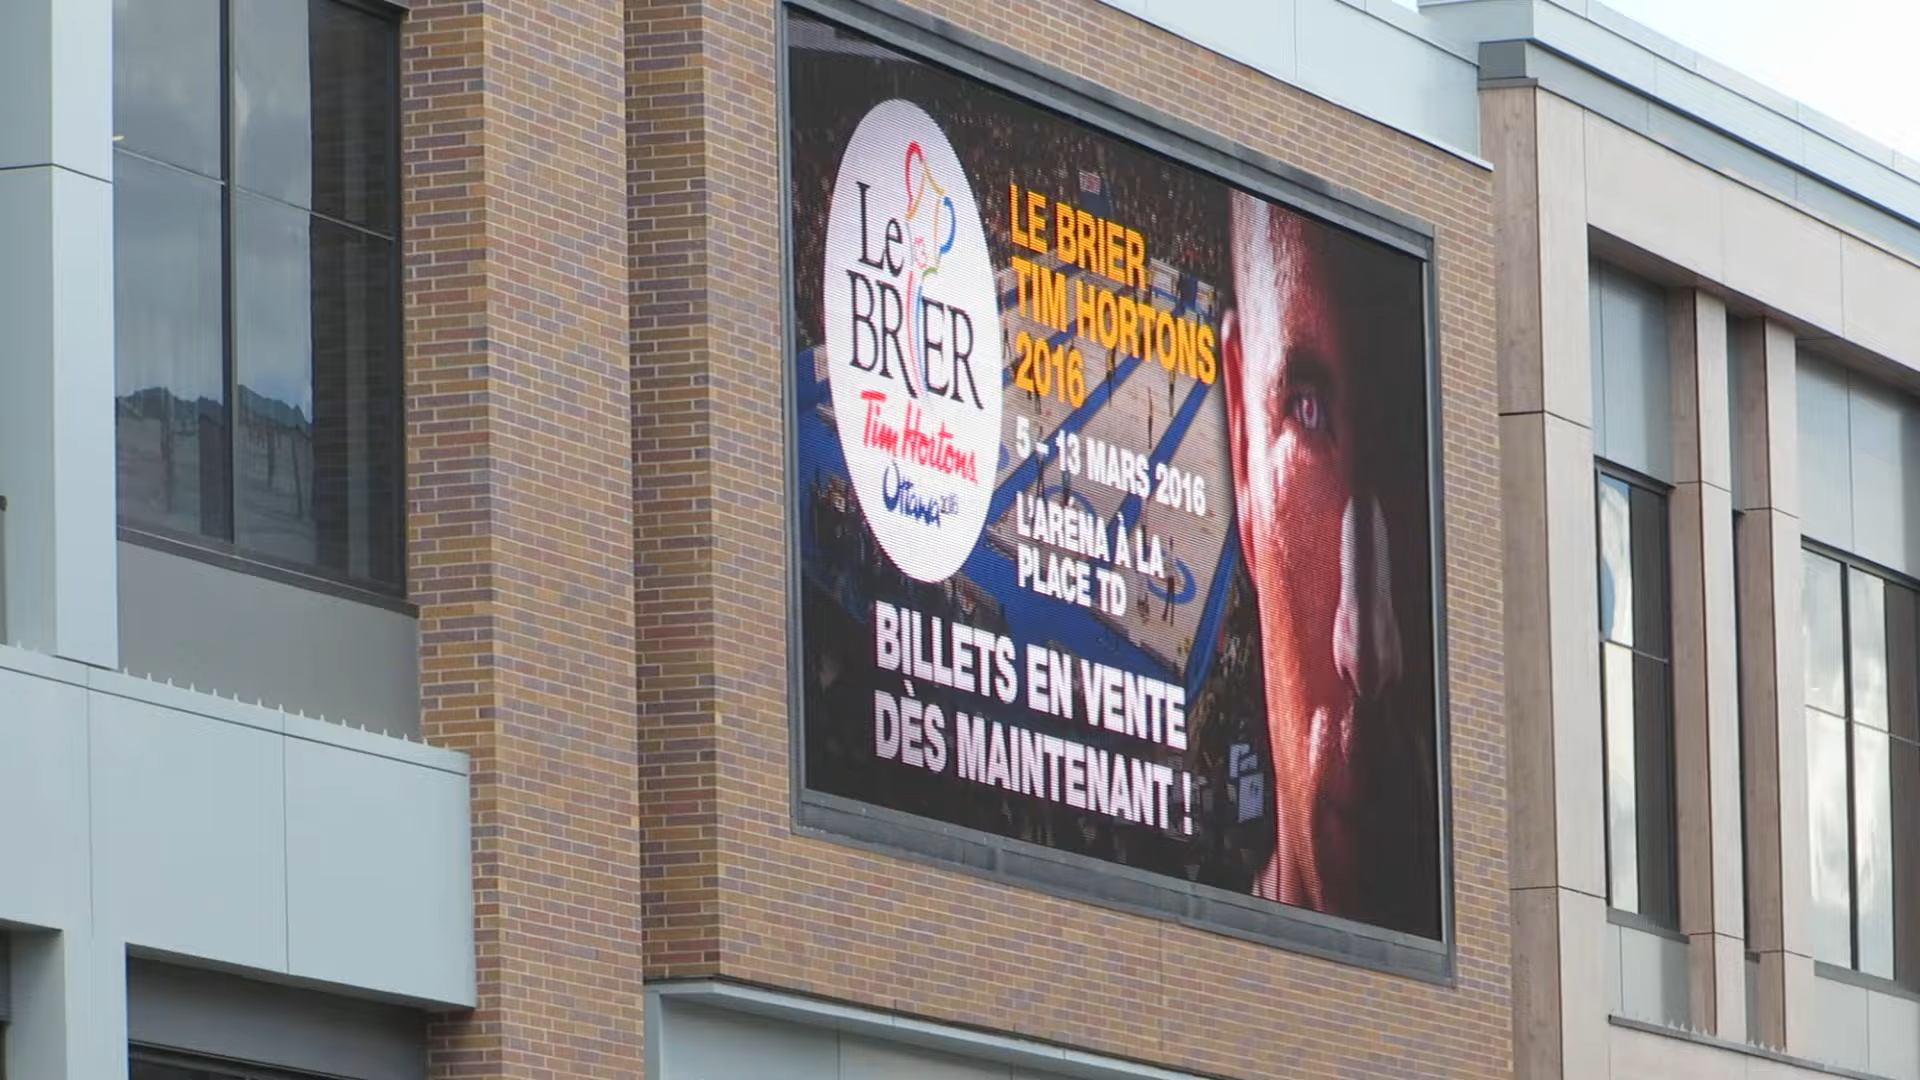 Le
BRIER
Tim Hortons
Ottawa 2016
LE BRIER
TIM HORTONS
2016
5 – 13 MARS 2016
L'ARENA À LA
PLACE TD
BILLETS EN VENTE
DÈS MAINTENANT !